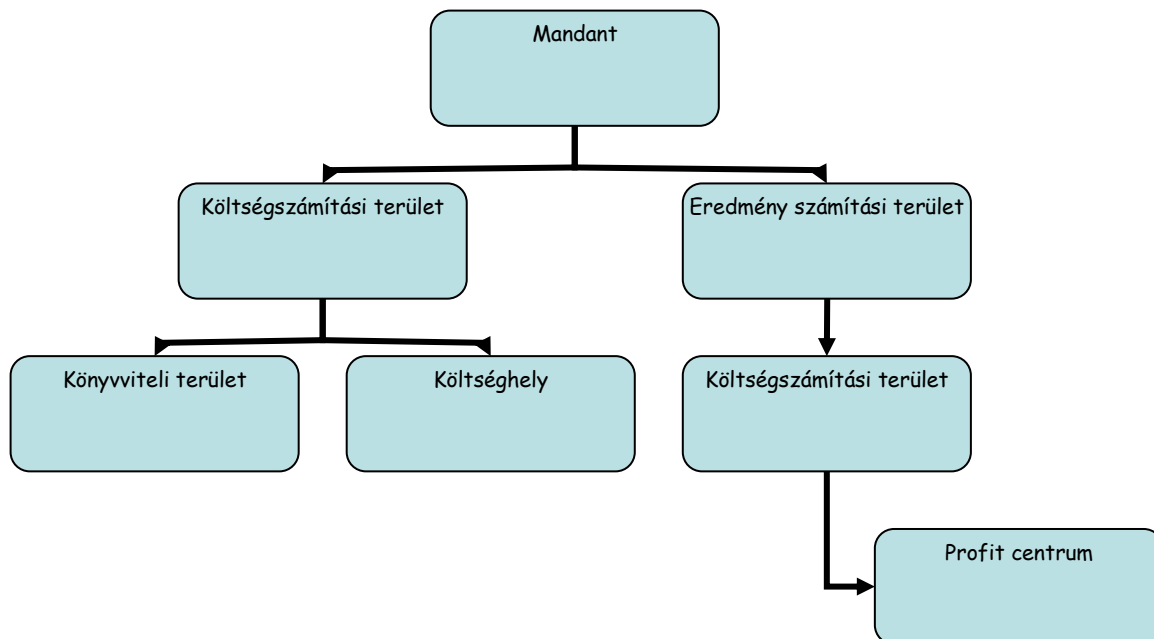 Mandant
Költségszámítási terület
Eredmény számítási terület
Könyvviteli terület
Költséghely
Költségszámítási terület
Profit centrum